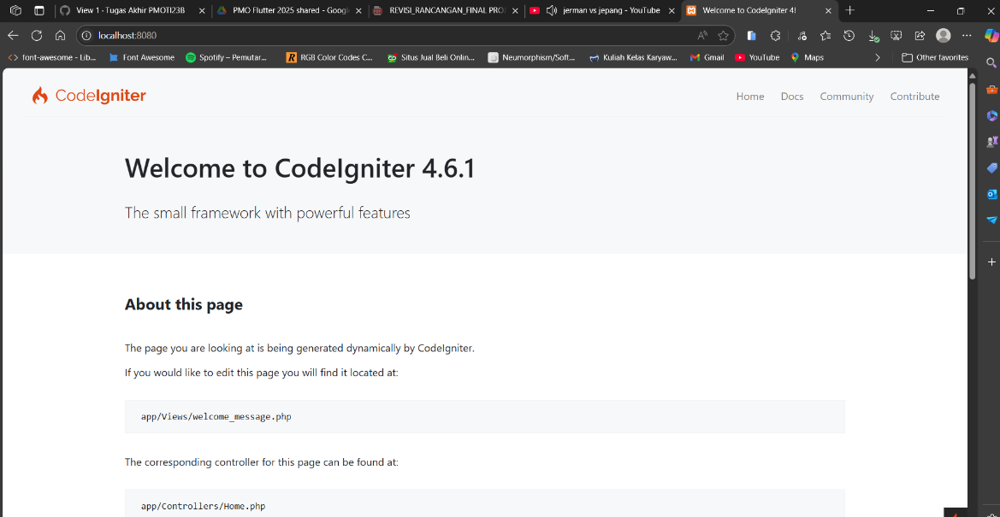 View 1 · Tugas Akhir PMOTI23B
PMO Flutter 2025 shared - Googl
REVISI_RANCANGAN_FINAL PRO
jerman vs jepang - YouTube
Welcome to CodeIgniter 4!
localhost:8080
font-awesome - Lib...
Font Awesome
Spotify – Pemutar...
RGB Color Codes C...
Situs Jual Beli Onlin...
Neumorphism/Soft...
Kuliah Kelas Karyaw...
Gmail
YouTube
Maps
Other favorites
CodeIgniter
Home
Docs
Community
Contribute
Welcome to CodeIgniter 4.6.1
The small framework with powerful features
About this page
The page you are looking at is being generated dynamically by CodeIgniter.
If you would like to edit this page you will find it located at:
app/Views/welcome_message.php
The corresponding controller for this page can be found at:
app/Controllers/Home.php